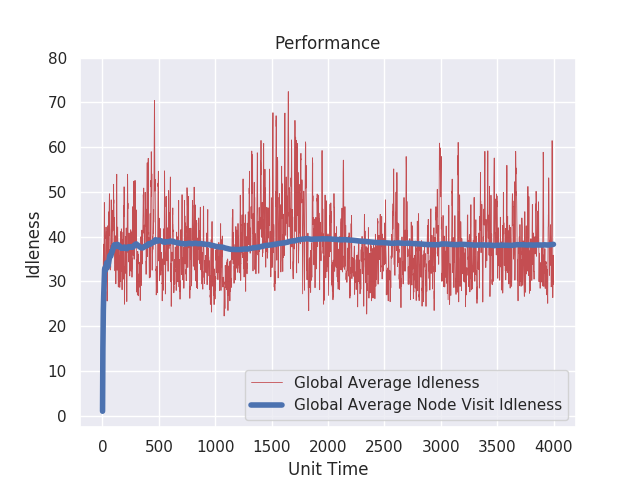 Performance
80
70
60
50
40
30
20
10
0
Idleness
Global Average Idleness
Global Average Node Visit Idleness
0 500 1000 1500 2000 2500 3000 3500 4000
Unit Time